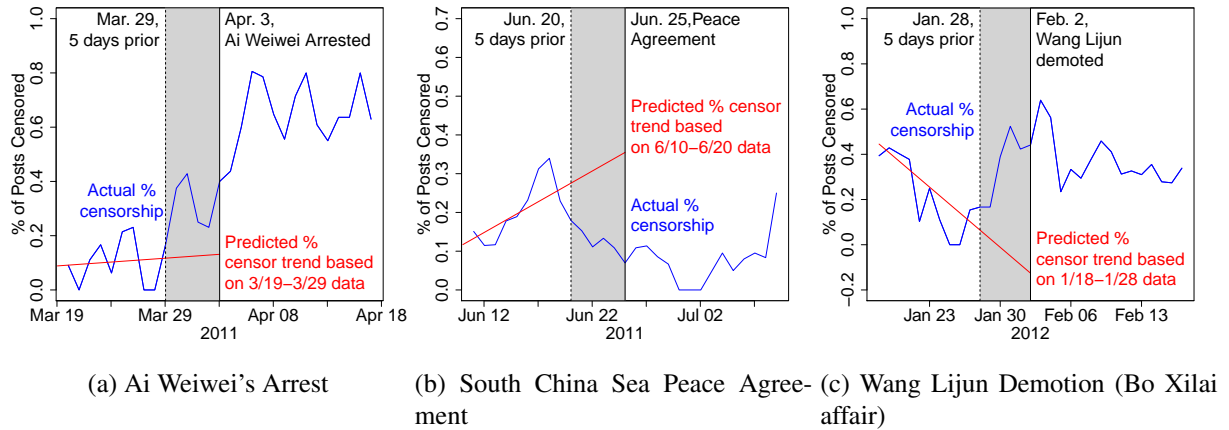 % of Posts Censored
0.0
0.2
0.4
0.6
0.8
1.0
Mar. 29,
5 days prior
Apr. 3,
Ai Weiwei Arrested
Actual %
censorship
Predicted %
censor trend based
on 3/19−3/29 data
Mar 19
Mar 29
Apr 08
Apr 18
2011
(a) Ai Weiwei's Arrest
% of Posts Censored
0.0
0.1
0.2
0.3
0.4
0.5
0.6
0.7
Jun. 20,
5 days prior
Jun. 25,Peace
Agreement
Predicted % censor
trend based
on 6/10−6/20 data
Actual %
censorship
Jun 12
Jun 22
Jul 02
2011
(b) South China Sea Peace Agree-
ment
% of Posts Censored
−0.2
0.0
0.2
0.4
0.6
0.8
1.0
Jan. 28,
5 days prior
Feb. 2,
Wang Lijun
demoted
Actual %
censorship
Predicted %
censor trend based
on 1/18−1/28 data
Jan 23
Jan 30
Feb 06
Feb 13
2012
(c) Wang Lijun Demotion (Bo Xilai
affair)